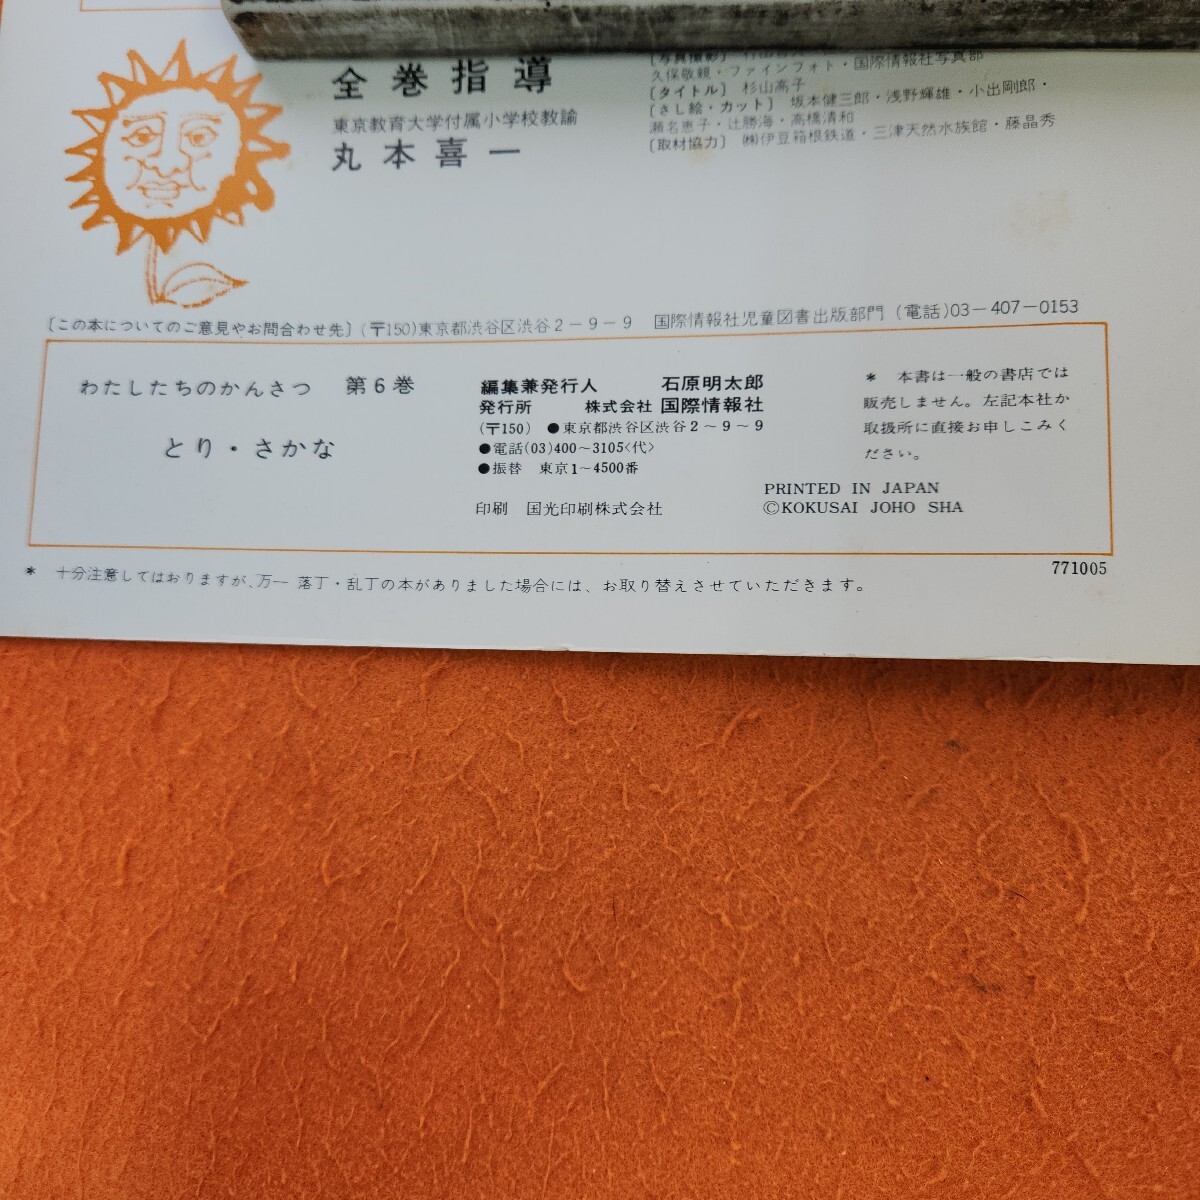 全巻指導
東京教育大学付属小学校教諭
丸本喜一
久保敬親・ファインフォト・国際情報社写真部
〔タイトル〕 杉山高子
〔さし絵・カット〕 坂本健三郎・浅野輝雄・小出剛郎・
瀬名恵子・辻勝海・高橋清和
〔取材協力〕 ㈱伊豆箱根鉄道・三津天然水族館・藤晶秀
〔この本についてのご意見やお問合わせ先〕(〒150)東京都渋谷区渋谷2-9-9 国際情報社児童図書出版部門 (電話)03-407-0153
わたしたちのかんさつ 第6巻
とり・さかな
編集兼発行人 石原明太郎
発行所 株式会社 国際情報社
(〒150) ●東京都渋谷区渋谷2~9~9
●電話(03)400~3105<代>
●振替 東京1~4500番
印刷 国光印刷株式会社
* 本書は一般の書店では
販売しません。左記本社か
取扱所に直接お申しこみく
ださい。
PRINTED IN JAPAN
©KOKUSAI JOHO SHA
* 十分注意してはおりますが、万一 落丁・乱丁の本がありました場合には、お取り替えさせていただきます。
771005